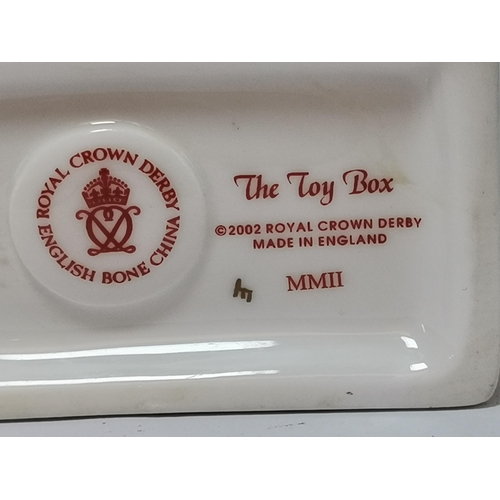 ROYAL CROWN DERBY
ENGLISH BONE CHINA
The Toy Box
©2002 ROYAL CROWN DERBY
MADE IN ENGLAND
MMII